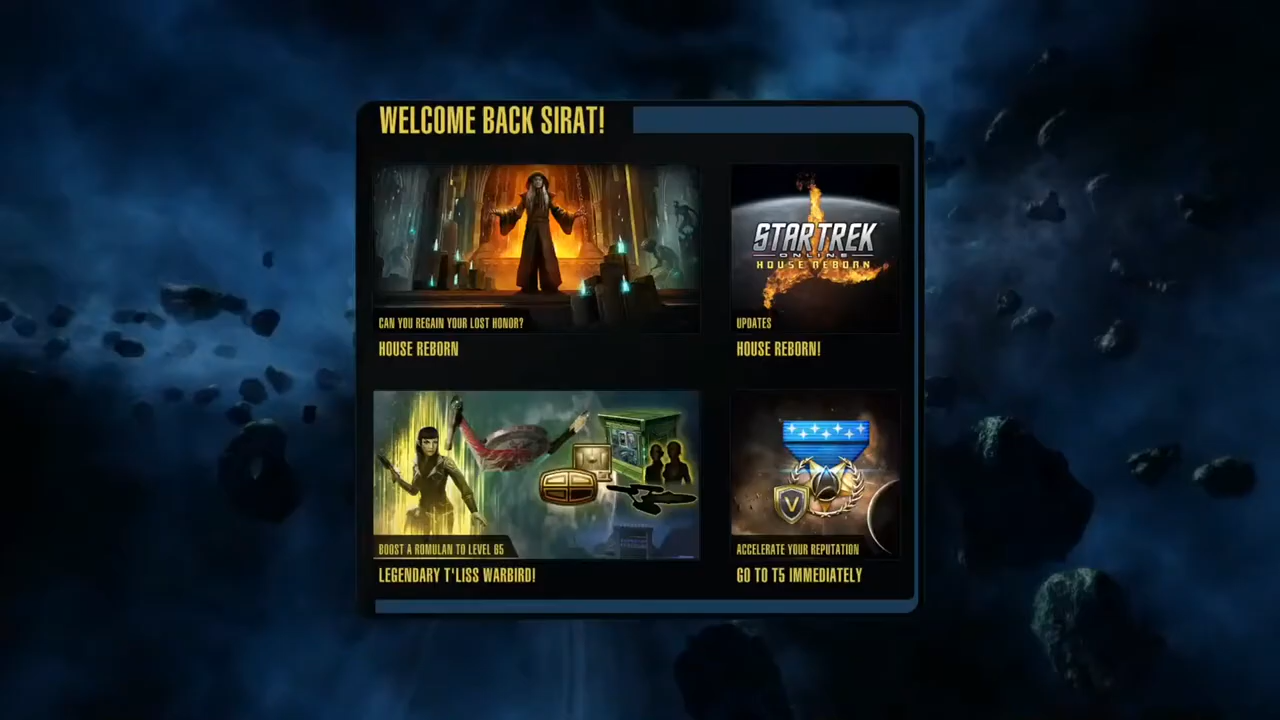 WELCOME BACK SIRAT!
CAN YOU REGAIN YOUR LOST HONOR?
HOUSE REBORN
STAR TREK
ONLINE
HOUSE REBORN
UPDATES
HOUSE REBORN!
BOOST A ROMULAN TO LEVEL 65
LEGENDARY T'LISS WARBIRD!
V
ACCELERATE YOUR REPUTATION
GO TO T5 IMMEDIATELY